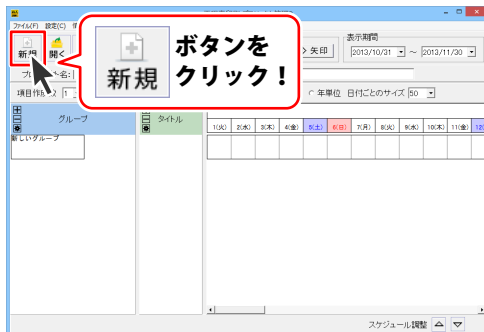 ファイル(F) 設定(C)
新規 開く
新規
ボタンを
クリック！
> 矢印
表示期間
2013/10/31 ～ 2013/11/30
項目作成数 1
年単位 日付ごとのサイズ 50
グループ タイトル
1(火) 2(水) 3(木) 4(金) 5(土) 6(日) 7(月) 8(火) 9(水) 10(木) 11(金) 12(
新しいグループ
スケジュール調整